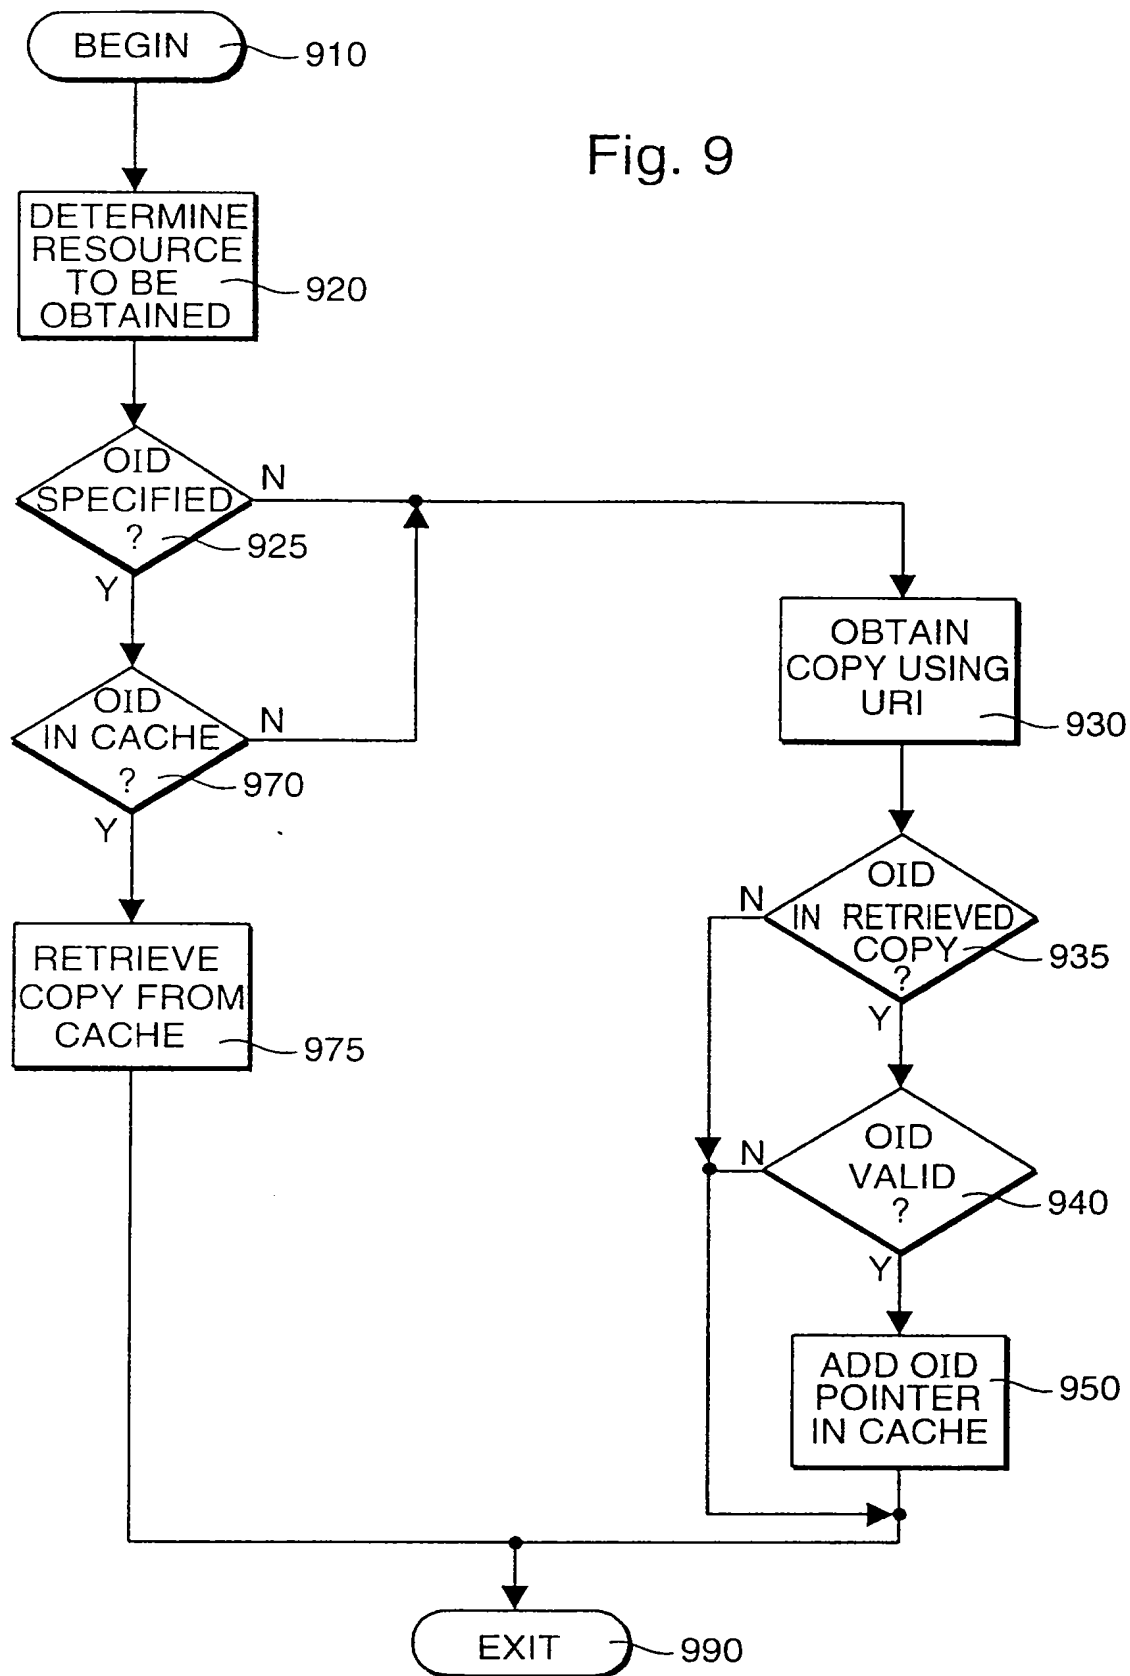 BEGIN
910
Fig. 9
DETERMINE
RESOURCE
TO BE
OBTAINED
920
OID
SPECIFIED
?
925
N
Y
OID
IN CACHE
?
970
N
Y
RETRIEVE
COPY FROM
CACHE
975
OBTAIN
COPY USING
URI
930
OID
IN RETRIEVED
COPY
?
935
N
Y
OID
VALID
?
940
N
Y
ADD OID
POINTER
IN CACHE
950
EXIT
990